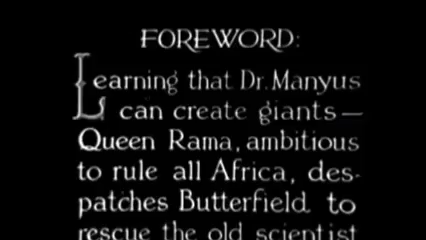 FOREWORD:
Learning that Dr. Manyus
can create giants—
Queen Rama, ambitious
to rule all Africa, des-
patches Butterfield to
rescue the old scientist